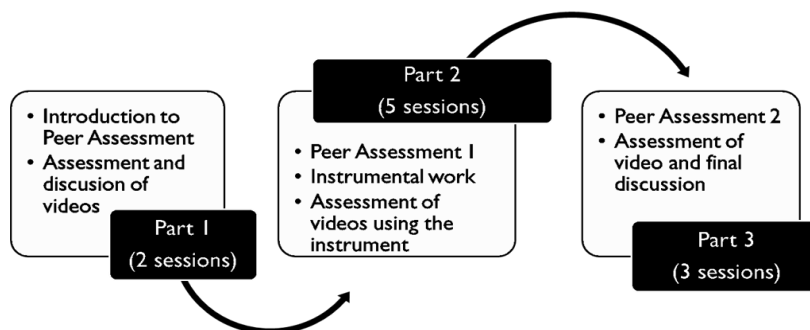 • Introduction to
Peer Assessment
• Assessment and
discusion of
videos
Part 1
(2 sessions)
Part 2
(5 sessions)
• Peer Assessment 1
• Instrumental work
• Assessment of
videos using the
instrument
• Peer Assessment 2
• Assessment of
video and final
discussion
Part 3
(3 sessions)